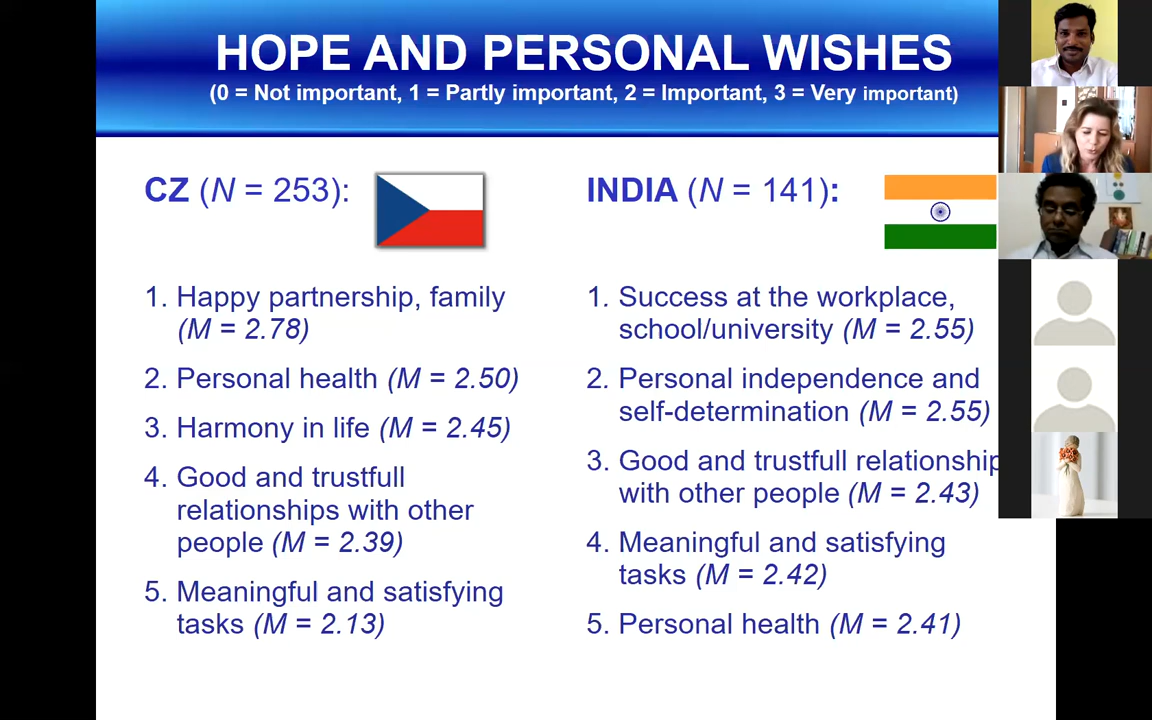 HOPE AND PERSONAL WISHES
(0 = Not important, 1 = Partly important, 2 = Important, 3 = Very important)
CZ (N = 253):
1. Happy partnership, family
(M = 2.78)
2. Personal health (M = 2.50)
3. Harmony in life (M = 2.45)
4. Good and trustfull
relationships with other
people (M = 2.39)
5. Meaningful and satisfying
tasks (M = 2.13)
INDIA (N = 141):
1. Success at the workplace,
school/university (M = 2.55)
2. Personal independence and
self-determination (M = 2.55)
3. Good and trustfull relationship
with other people (M = 2.43)
4. Meaningful and satisfying
tasks (M = 2.42)
5. Personal health (M = 2.41)